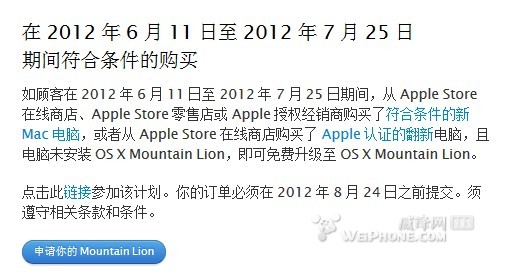 在 2012 年 6 月 11 日至 2012 年 7 月 25 日
期间符合条件的购买
如顾客在 2012 年 6 月 11 日至 2012 年 7 月 25 日期间，从 Apple Store
在线商店、Apple Store 零售店或 Apple 授权经销商购买了符合条件的新
Mac 电脑，或者从 Apple Store 在线商店购买了 Apple 认证的翻新电脑，且
电脑未安装 OS X Mountain Lion，即可免费升级至 OS X Mountain Lion。
点击此链接参加该计划。你的订单必须在 2012 年 8 月 24 日之前提交。须
遵守相关条款和条件。
威锋网
WEIPHONE.COM
申请你的 Mountain Lion